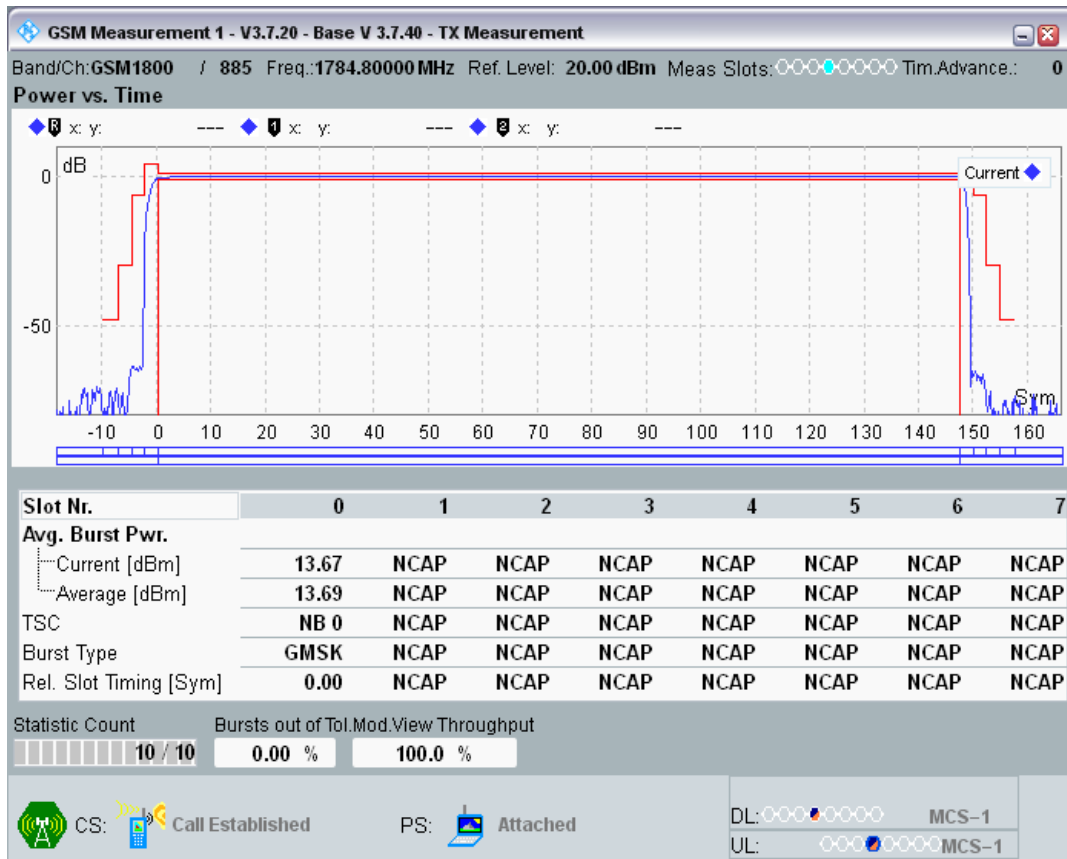 GSM Measurement 1 - V3.7.20 - Base V 3.7.40 - TX Measurement
Band/Ch:GSM1800 / 885 Freq.:1784.80000 MHz Ref. Level: 20.00 dBm Meas Slots: Tim.Advance.: 0
Power vs. Time
R x: y: --- 1 x: y: --- 2 x: y: ---
dB
Current
0
-50
Sym
-10 0 10 20 30 40 50 60 70 80 90 100 110 120 130 140 150 160
Slot Nr. 0 1 2 3 4 5 6 7
Avg. Burst Pwr.
Current [dBm] 13.67 NCAP NCAP NCAP NCAP NCAP NCAP NCAP
Average [dBm] 13.69 NCAP NCAP NCAP NCAP NCAP NCAP NCAP
TSC NB 0 NCAP NCAP NCAP NCAP NCAP NCAP NCAP
Burst Type GMSK NCAP NCAP NCAP NCAP NCAP NCAP NCAP
Rel. Slot Timing [Sym] 0.00 NCAP NCAP NCAP NCAP NCAP NCAP NCAP
Statistic Count Bursts out of Tol.Mod.View Throughput
10 / 10 0.00 % 100.0 %
CS: Call Established PS: Attached
DL: MCS-1
UL: MCS-1